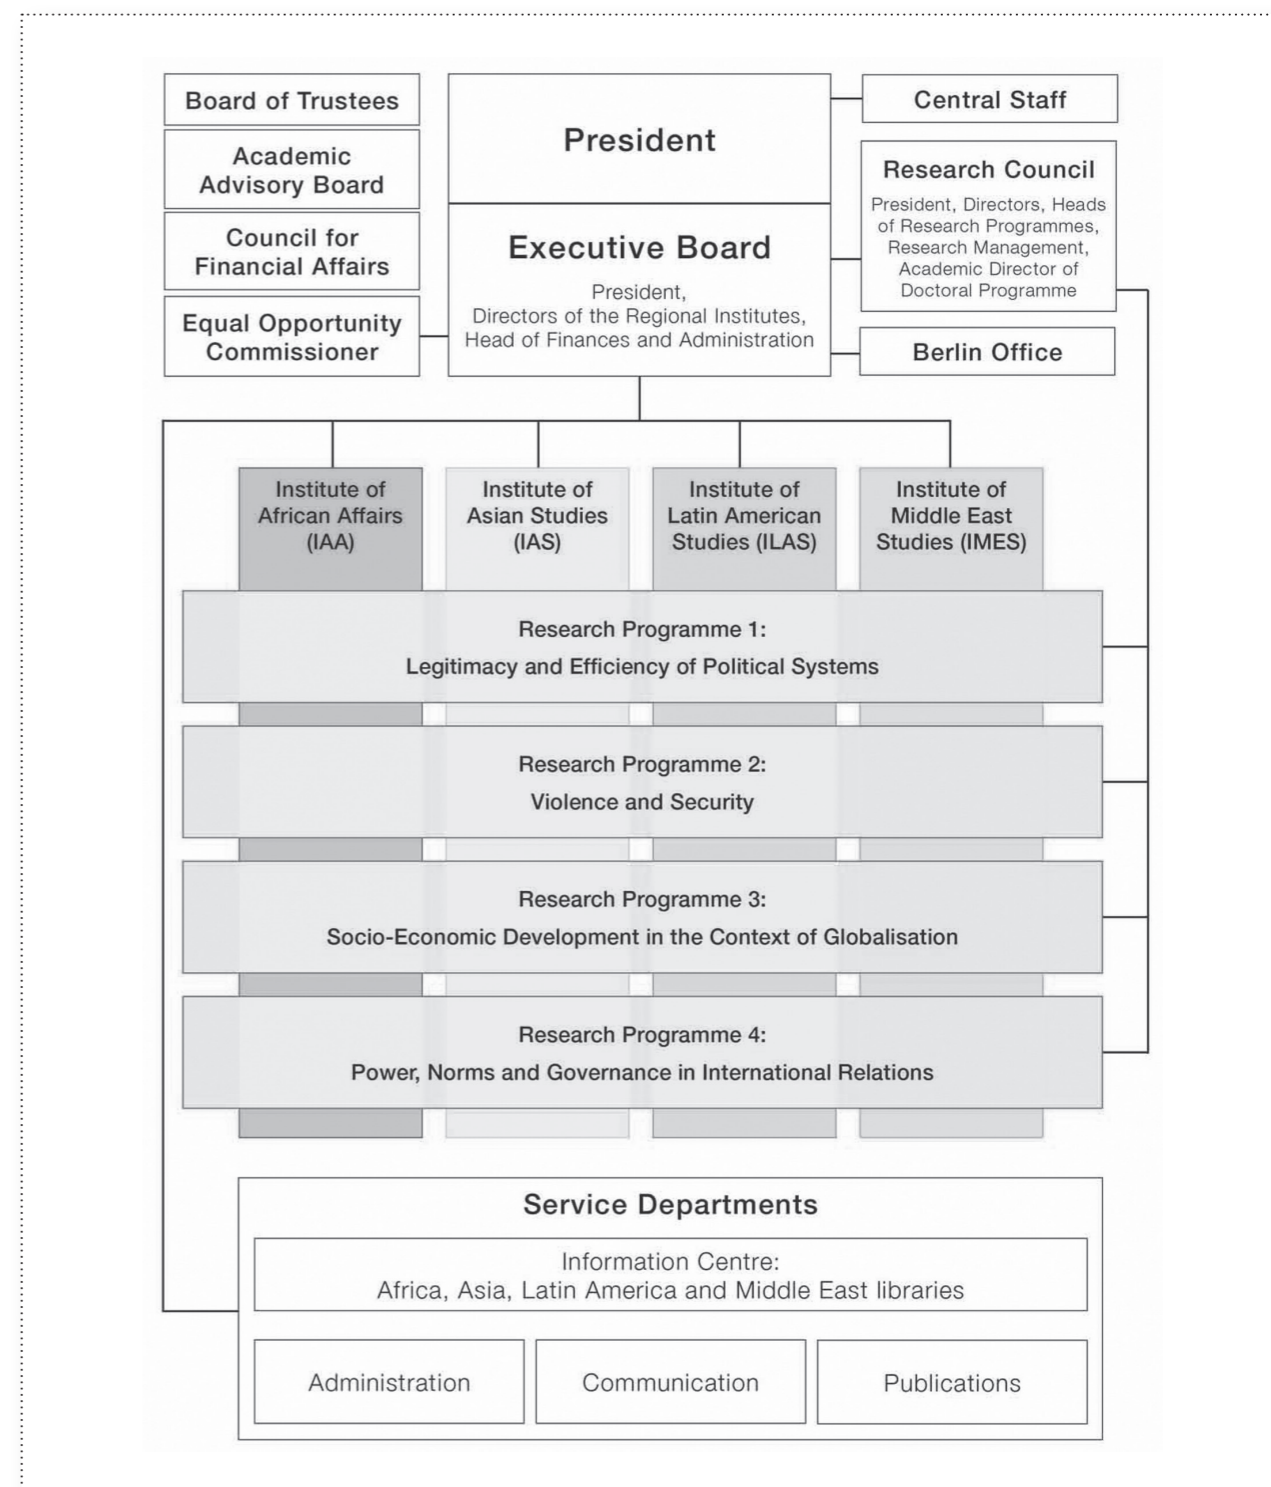 Board of Trustees
Academic
Advisory Board
Council for
Financial Affairs
Equal Opportunity
Commissioner
President
Executive Board
President,
Directors of the Regional Institutes,
Head of Finances and Administration
Central Staff
Research Council
President, Directors, Heads
of Research Programmes,
Research Management,
Academic Director of
Doctoral Programme
Berlin Office
Institute of
African Affairs
(IAA)
Institute of
Asian Studies
(IAS)
Institute of
Latin American
Studies (ILAS)
Institute of
Middle East
Studies (IMES)
Research Programme 1:
Legitimacy and Efficiency of Political Systems
Research Programme 2:
Violence and Security
Research Programme 3:
Socio-Economic Development in the Context of Globalisation
Research Programme 4:
Power, Norms and Governance in International Relations
Service Departments
Information Centre:
Africa, Asia, Latin America and Middle East libraries
Administration
Communication
Publications